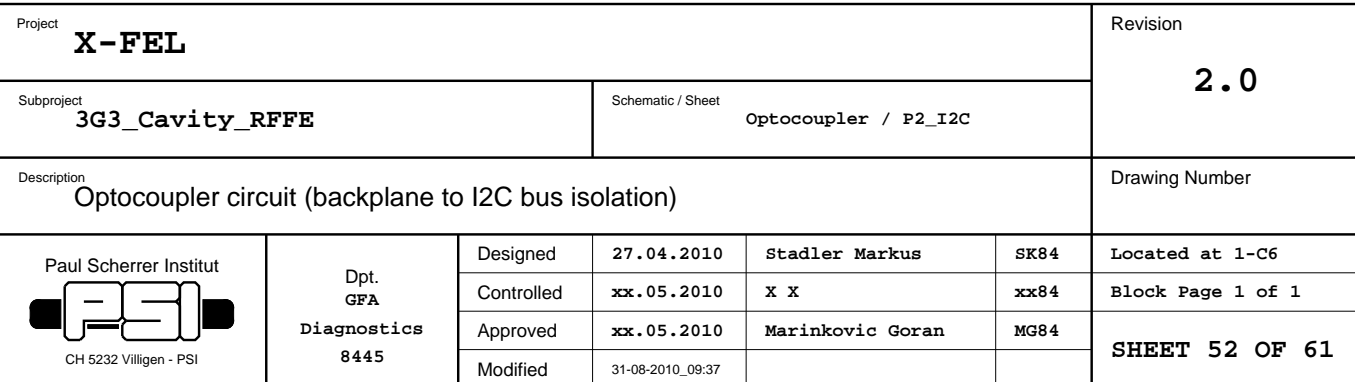 Project
X-FEL
Revision
2.0
Subproject
3G3_Cavity_RFFE
Schematic / Sheet
Optocoupler / P2_I2C
Description
Optocoupler circuit (backplane to I2C bus isolation)
Drawing Number
Paul Scherrer Institut
PSI
CH 5232 Villigen - PSI
Dpt.
GFA
Diagnostics
8445
Designed 27.04.2010 Stadler Markus SK84
Controlled xx.05.2010 X X xx84
Approved xx.05.2010 Marinkovic Goran MG84
Modified 31-08-2010_09:37
Located at 1-C6
Block Page 1 of 1
SHEET 52 OF 61